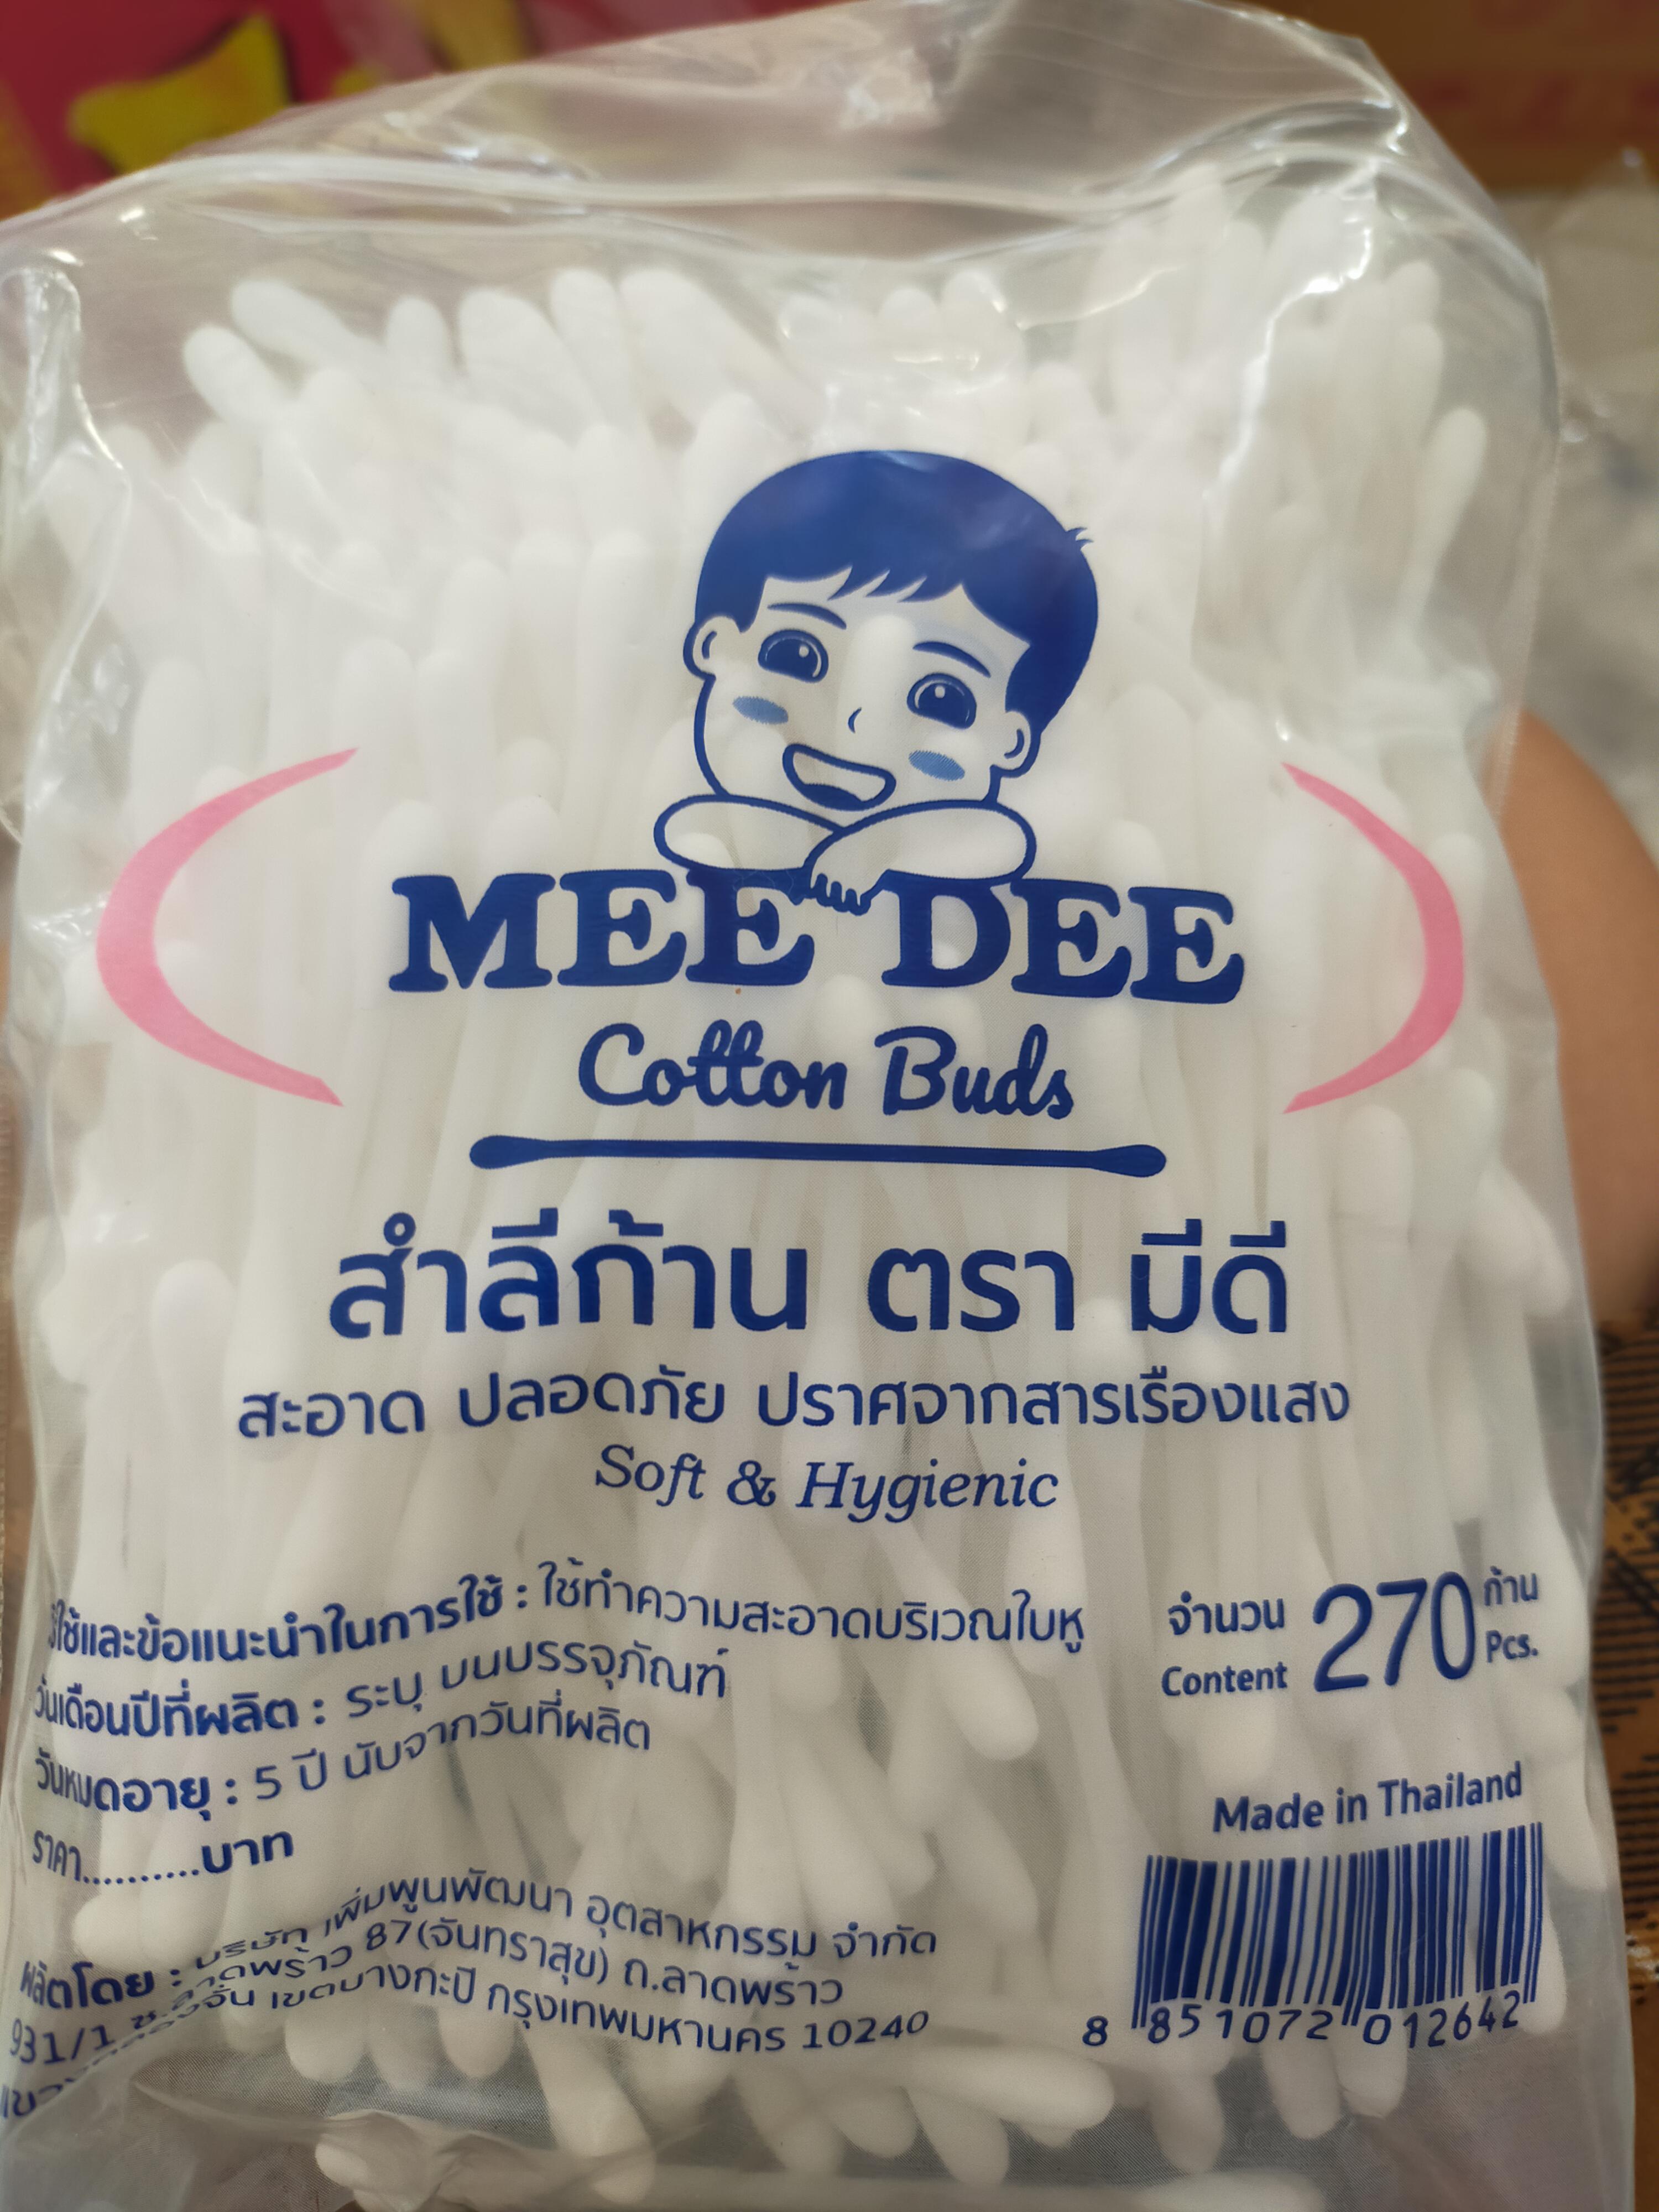 MEE DEE
Cotton Buds
สำลีก้าน ตรา มีดี
สะอาด ปลอดภัย ปราศจากสารเรืองแสง
Soft & Hygienic
วิธีใช้และข้อแนะนำในการใช้ : ใช้ทำความสะอาดบริเวณใบหู
วันเดือนปีที่ผลิต : ระบุ บนบรรจุภัณฑ์
วันหมดอายุ : 5 ปี นับจากวันที่ผลิต
ราคา..........บาท
จำนวน 270 ก้าน
Content Pcs.
Made in Thailand
ผลิตโดย : บริษัท เพิ่มพูนพัฒนา อุตสาหกรรม จำกัด
931/1 ซ.ลาดพร้าว 87(จันทราสุข) ถ.ลาดพร้าว
เขตบางกะปิ กรุงเทพมหานคร 10240
8 851072 012642